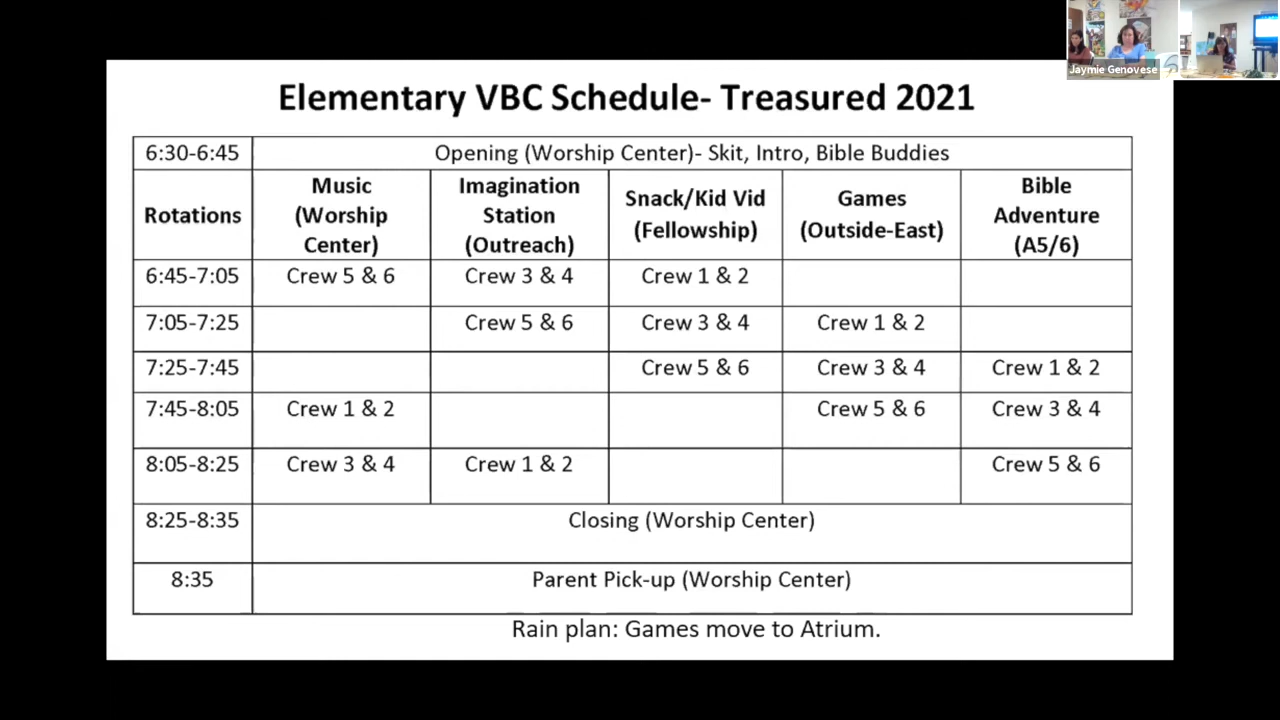 Jaymie Genovese
Elementary VBC Schedule- Treasured 2021
6:30-6:45 Opening (Worship Center)- Skit, Intro, Bible Buddies
Rotations
Music
(Worship
Center)
Imagination
Station
(Outreach)
Snack/Kid Vid
(Fellowship)
Games
(Outside-East)
Bible
Adventure
(A5/6)
6:45-7:05 Crew 5 & 6 Crew 3 & 4 Crew 1 & 2
7:05-7:25 Crew 5 & 6 Crew 3 & 4 Crew 1 & 2
7:25-7:45 Crew 5 & 6 Crew 3 & 4 Crew 1 & 2
7:45-8:05 Crew 1 & 2 Crew 5 & 6 Crew 3 & 4
8:05-8:25 Crew 3 & 4 Crew 1 & 2 Crew 5 & 6
8:25-8:35 Closing (Worship Center)
8:35 Parent Pick-up (Worship Center)
Rain plan: Games move to Atrium.